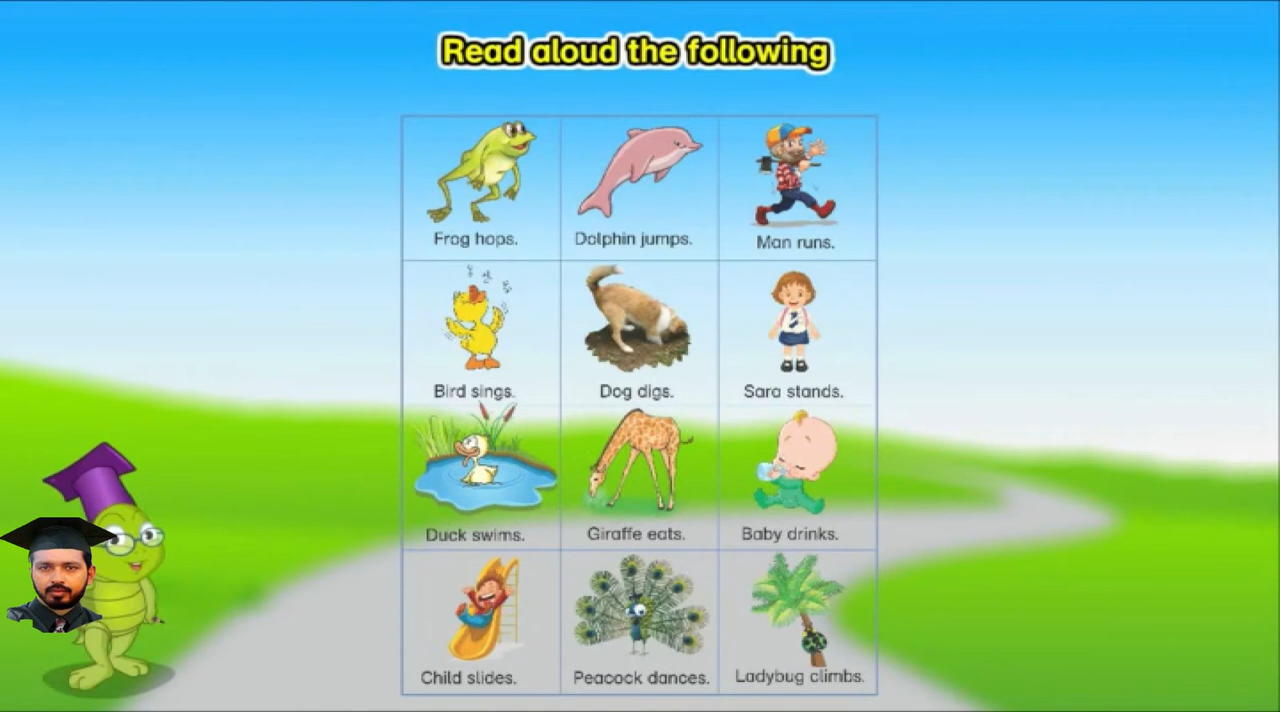 Read aloud the following
Frog hops.
Dolphin jumps.
Man runs.
Bird sings.
Dog digs.
Sara stands.
Duck swims.
Giraffe eats.
Baby drinks.
Child slides.
Peacock dances.
Ladybug climbs.